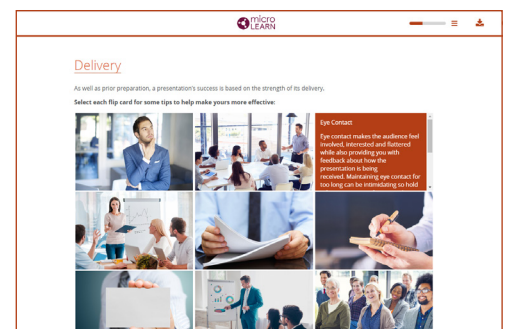 micro
LEARN
Delivery
As well as prior preparation, a presentation's success is based on the strength of its delivery.
Select each flip card for some tips to help make yours more effective:
Eye Contact
Eye contact makes the audience feel
involved, interested and flattered
while also providing you with
feedback about how the
presentation is being
received. Maintaining eye contact for
too long can be intimidating so hold